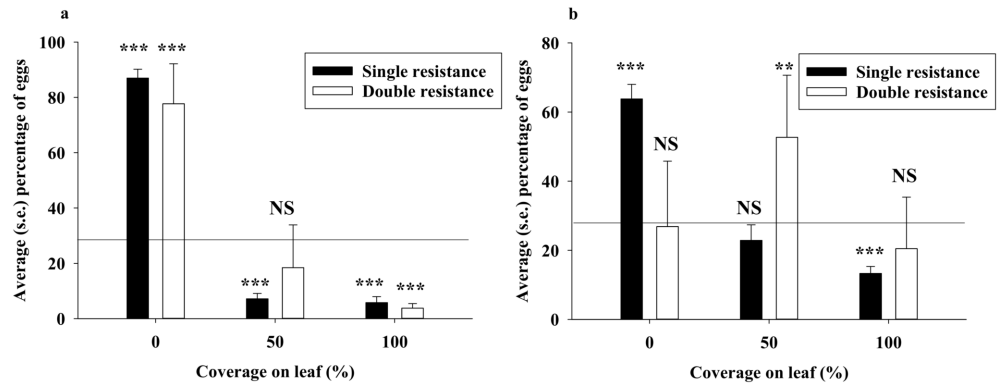 a
Average (s.e.) percentage of eggs
100
80
60
40
20
0
*** ***
*** NS
*** ***
Single resistance
Double resistance
0 50 100
Coverage on leaf (%)
b
Average (s.e.) percentage of eggs
80
60
40
20
0
*** NS
NS **
*** NS
Single resistance
Double resistance
0 50 100
Coverage on leaf (%)